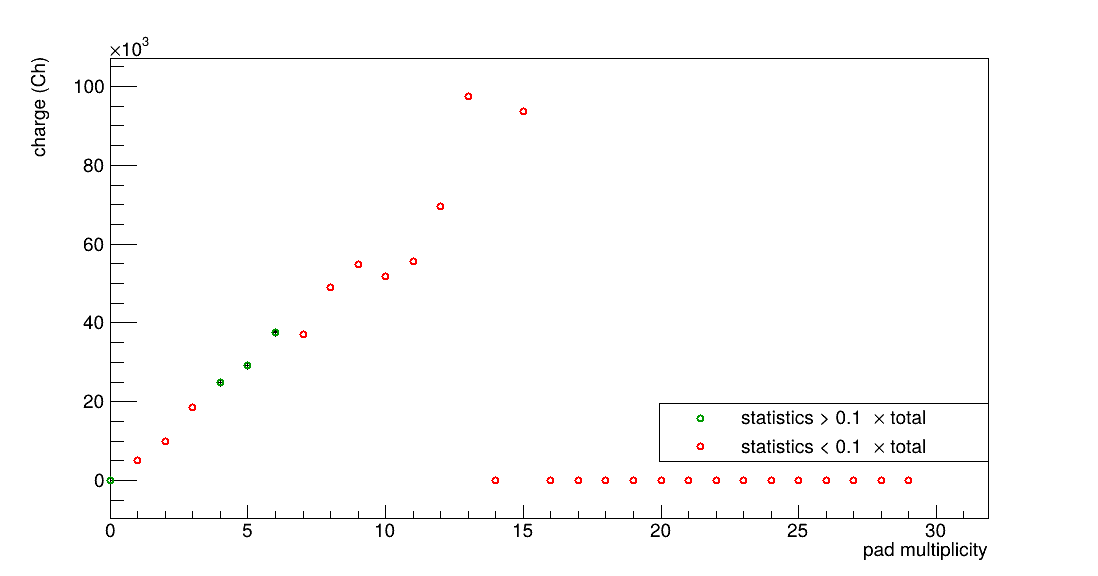 ×10³
charge (Ch)
100
80
60
40
20
0
statistics > 0.1 × total
statistics < 0.1 × total
0 5 10 15 20 25 30
pad multiplicity